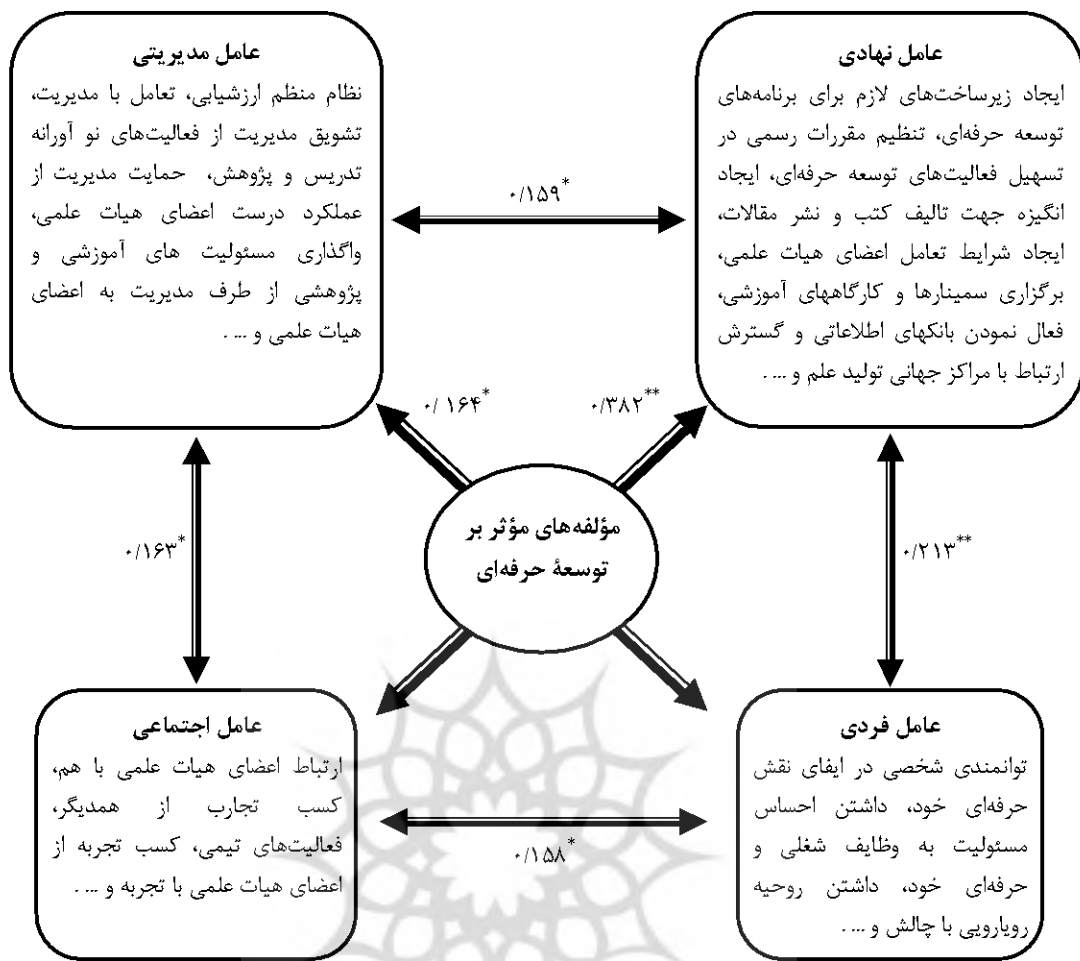 عامل نهادی
ایجاد زیرساخت‌های لازم برای برنامه‌های
توسعه حرفه‌ای، تنظیم مقررات رسمی در
تسهیل فعالیت‌های توسعه حرفه‌ای، ایجاد
انگیزه جهت تالیف کتب و نشر مقالات،
ایجاد شرایط تعامل اعضای هیات علمی،
برگزاری سمینارها و کارگاههای آموزشی،
فعال نمودن بانکهای اطلاعاتی و گسترش
ارتباط با مراکز جهانی تولید علم و ... .
عامل مدیریتی
نظام منظم ارزشیابی، تعامل با مدیریت،
تشویق مدیریت از فعالیت‌های نو آورانه
تدریس و پژوهش، حمایت مدیریت از
عملکرد درست اعضای هیات علمی،
واگذاری مسئولیت های آموزشی و
پژوهشی از طرف مدیریت به اعضای
هیات علمی و ... .
۰/۱۵۹*
۰/۳۸۲**
۰/ ۱۶۴*
مؤلفه‌های مؤثر بر
توسعۀ حرفه‌ای
۰/۲۱۳**
۰/۱۶۳*
عامل فردی
توانمندی شخصی در ایفای نقش
حرفه‌ای خود، داشتن احساس
مسئولیت به وظایف شغلی و
حرفه‌ای خود، داشتن روحیه
رویارویی با چالش و ... .
عامل اجتماعی
ارتباط اعضای هیات علمی با هم،
کسب تجارب از همدیگر،
فعالیت‌های تیمی، کسب تجربه از
اعضای هیات علمی با تجربه و ... .
۰/۱۵۸*